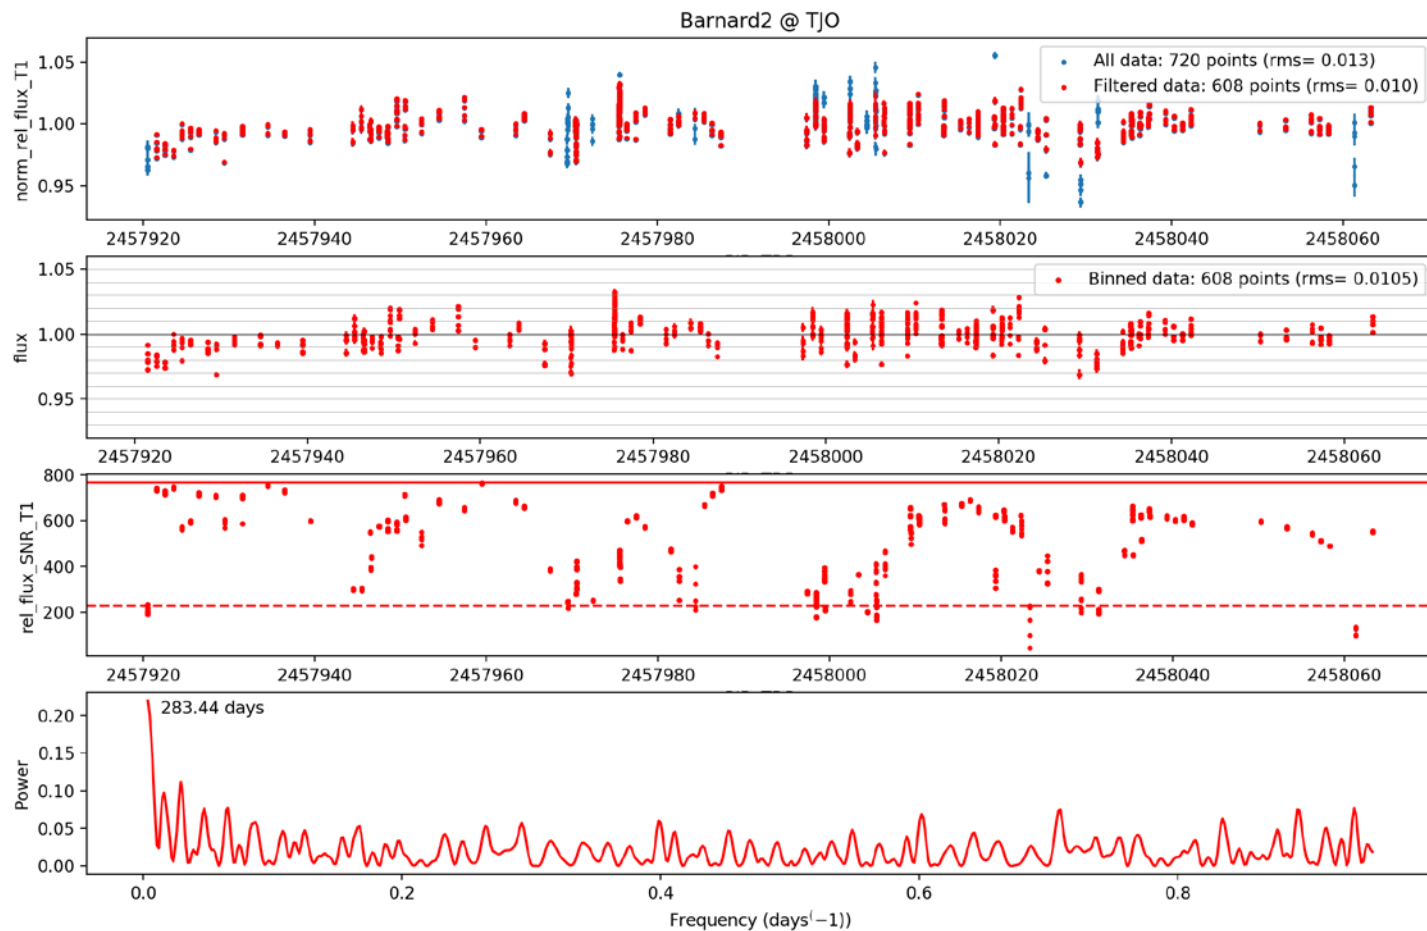 Barnard2 @ TJO
norm_rel_flux_T1
1.05
1.00
0.95
All data: 720 points (rms= 0.013)
Filtered data: 608 points (rms= 0.010)
2457920 2457940 2457960 2457980 2458000 2458020 2458040 2458060
flux
1.05
1.00
0.95
Binned data: 608 points (rms= 0.0105)
2457920 2457940 2457960 2457980 2458000 2458020 2458040 2458060
rel_flux_SNR_T1
800
600
400
200
2457920 2457940 2457960 2457980 2458000 2458020 2458040 2458060
Power
0.20
0.15
0.10
0.05
0.00
283.44 days
0.0 0.2 0.4 0.6 0.8
Frequency (days⁽−1))